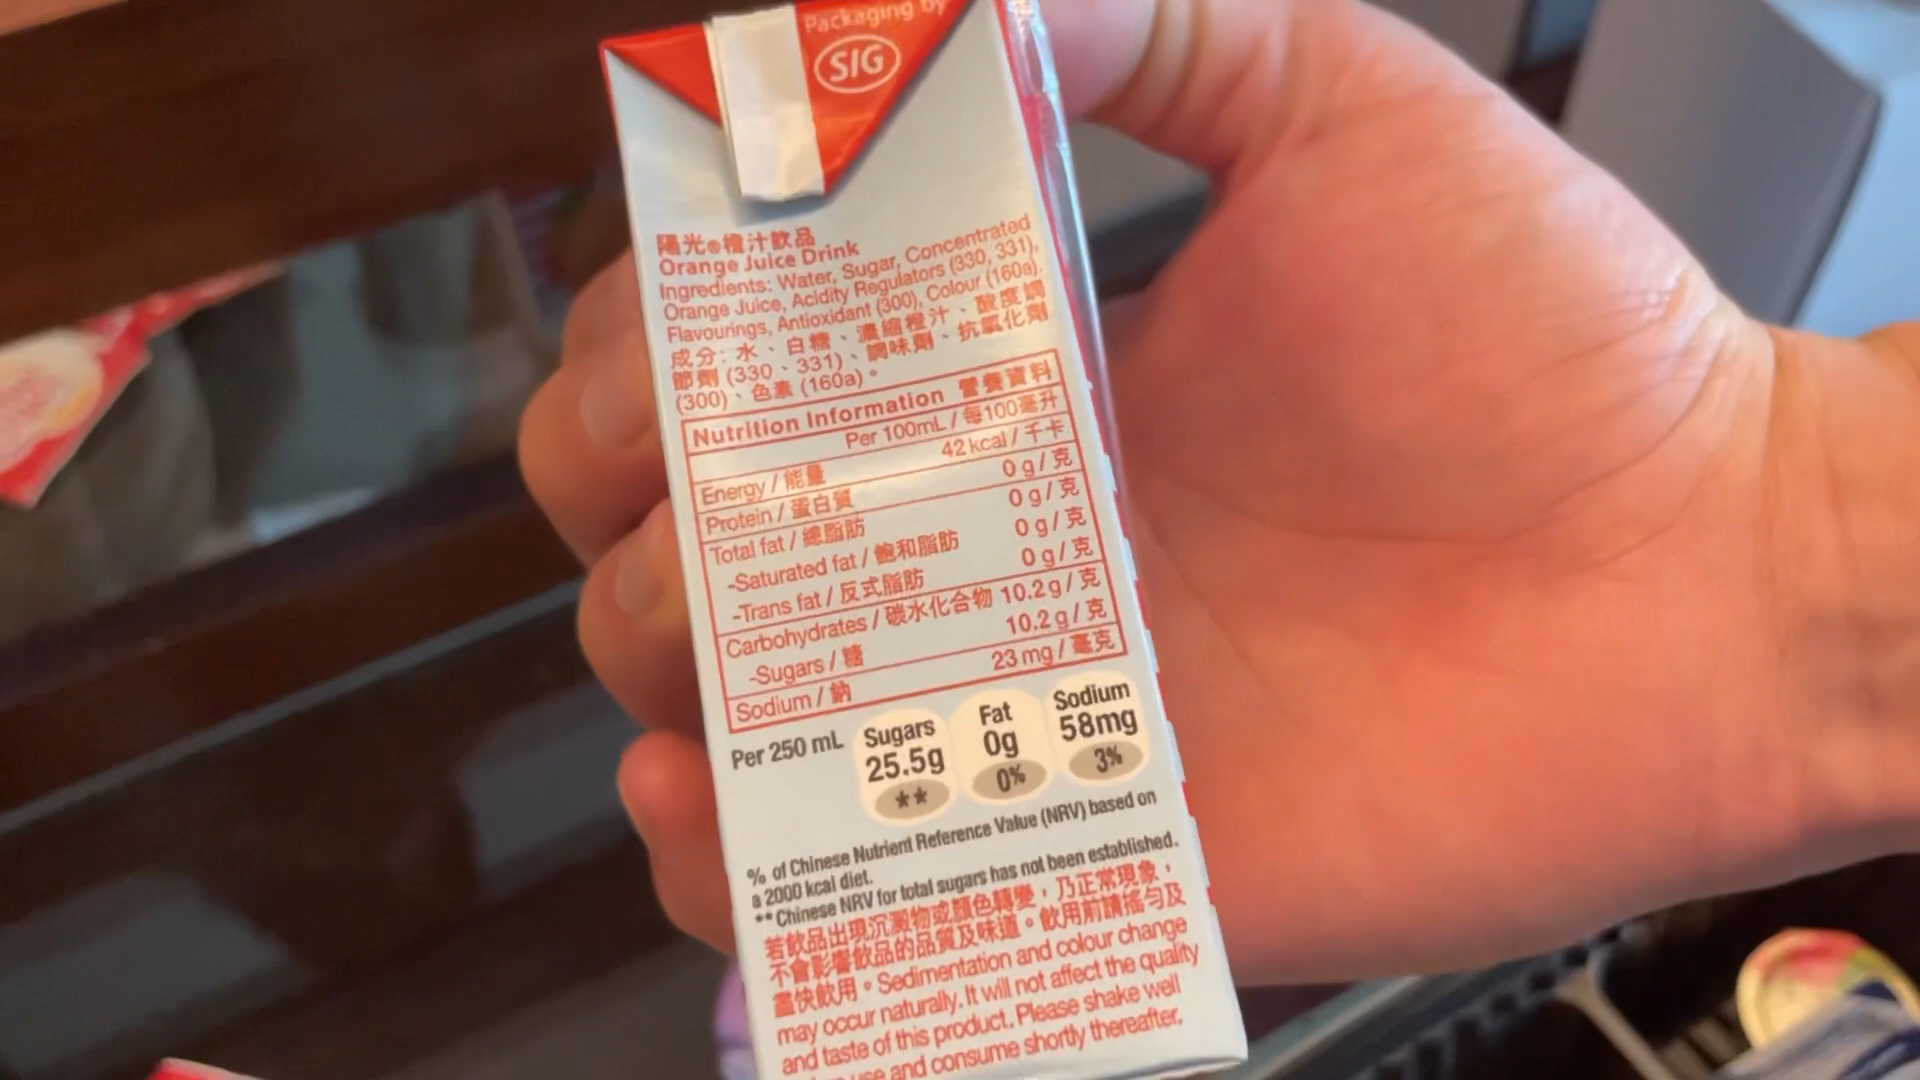 Packaging by
SIG
陽光®橙汁飲品
Orange Juice Drink
Ingredients: Water, Sugar, Concentrated
Orange Juice, Acidity Regulators (330, 331),
Flavourings, Antioxidant (300), Colour (160a).
成分: 水、白糖、濃縮橙汁、酸度調
節劑 (330、331)、調味劑、抗氧化劑
(300)、色素 (160a)。
Nutrition Information 營養資料
Per 100mL / 每100毫升
Energy / 能量 42 kcal / 千卡
Protein / 蛋白質 0 g / 克
Total fat / 總脂肪 0 g / 克
-Saturated fat / 飽和脂肪 0 g / 克
-Trans fat / 反式脂肪 0 g / 克
Carbohydrates / 碳水化合物 10.2 g / 克
-Sugars / 糖 10.2 g / 克
Sodium / 鈉 23 mg / 毫克
Per 250 mL
Sugars 25.5g **
Fat 0g 0%
Sodium 58mg 3%
% of Chinese Nutrient Reference Value (NRV) based on
a 2000 kcal diet.
** Chinese NRV for total sugars has not been established.
若飲品出現沉澱物或顏色轉變，乃正常現象，
不會影響飲品的品質及味道。飲用前請搖勻及
盡快飲用。Sedimentation and colour change
may occur naturally. It will not affect the quality
and taste of this product. Please shake well
use and consume shortly thereafter.